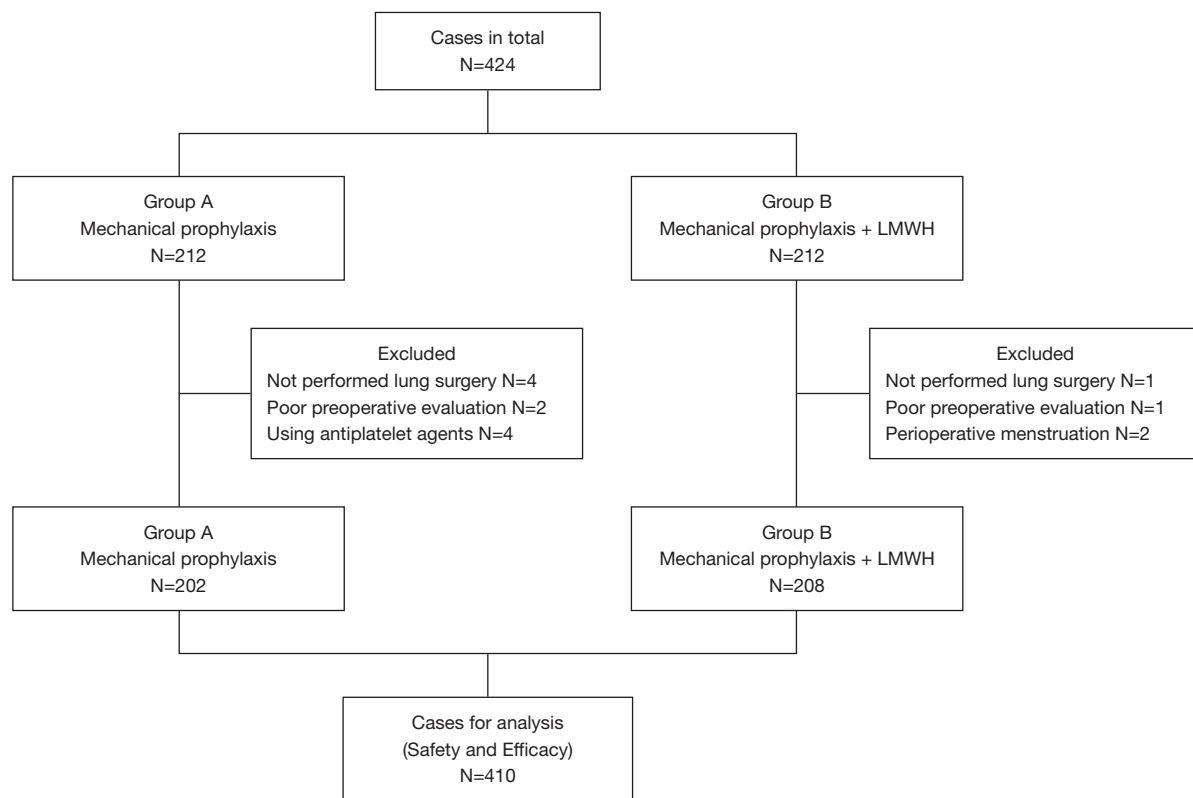 Cases in total
N=424
Group A
Mechanical prophylaxis
N=212
Group B
Mechanical prophylaxis + LMWH
N=212
Excluded
Not performed lung surgery N=4
Poor preoperative evaluation N=2
Using antiplatelet agents N=4
Excluded
Not performed lung surgery N=1
Poor preoperative evaluation N=1
Perioperative menstruation N=2
Group A
Mechanical prophylaxis
N=202
Group B
Mechanical prophylaxis + LMWH
N=208
Cases for analysis
(Safety and Efficacy)
N=410